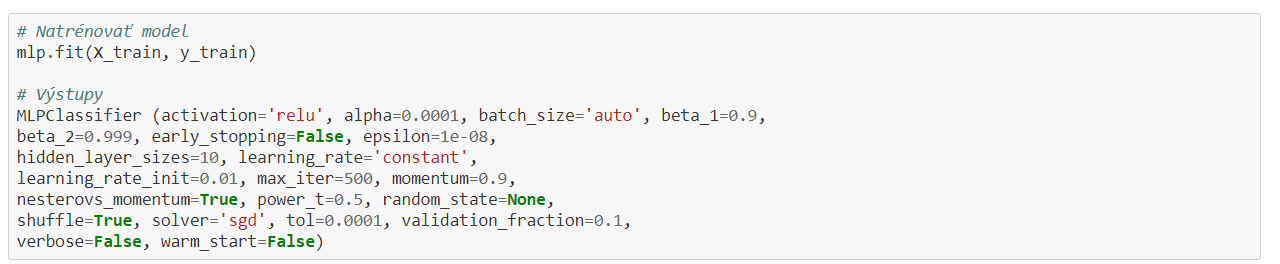 # Natrénovať model
mlp.fit(X_train, y_train)
# Výstupy
MLPClassifier (activation='relu', alpha=0.0001, batch_size='auto', beta_1=0.9,
beta_2=0.999, early_stopping=False, epsilon=1e-08,
hidden_layer_sizes=10, learning_rate='constant',
learning_rate_init=0.01, max_iter=500, momentum=0.9,
nesterovs_momentum=True, power_t=0.5, random_state=None,
shuffle=True, solver='sgd', tol=0.0001, validation_fraction=0.1,
verbose=False, warm_start=False)